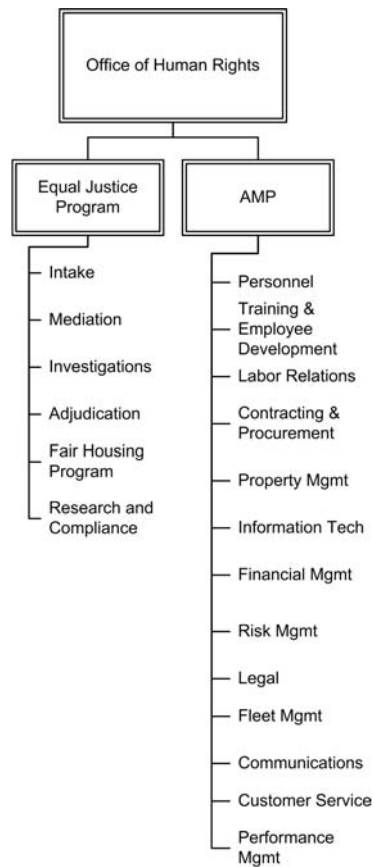 Office of Human Rights
Equal Justice
Program
AMP
Intake
Mediation
Investigations
Adjudication
Fair Housing
Program
Research and
Compliance
Personnel
Training &
Employee
Development
Labor Relations
Contracting &
Procurement
Property Mgmt
Information Tech
Financial Mgmt
Risk Mgmt
Legal
Fleet Mgmt
Communications
Customer Service
Performance
Mgmt